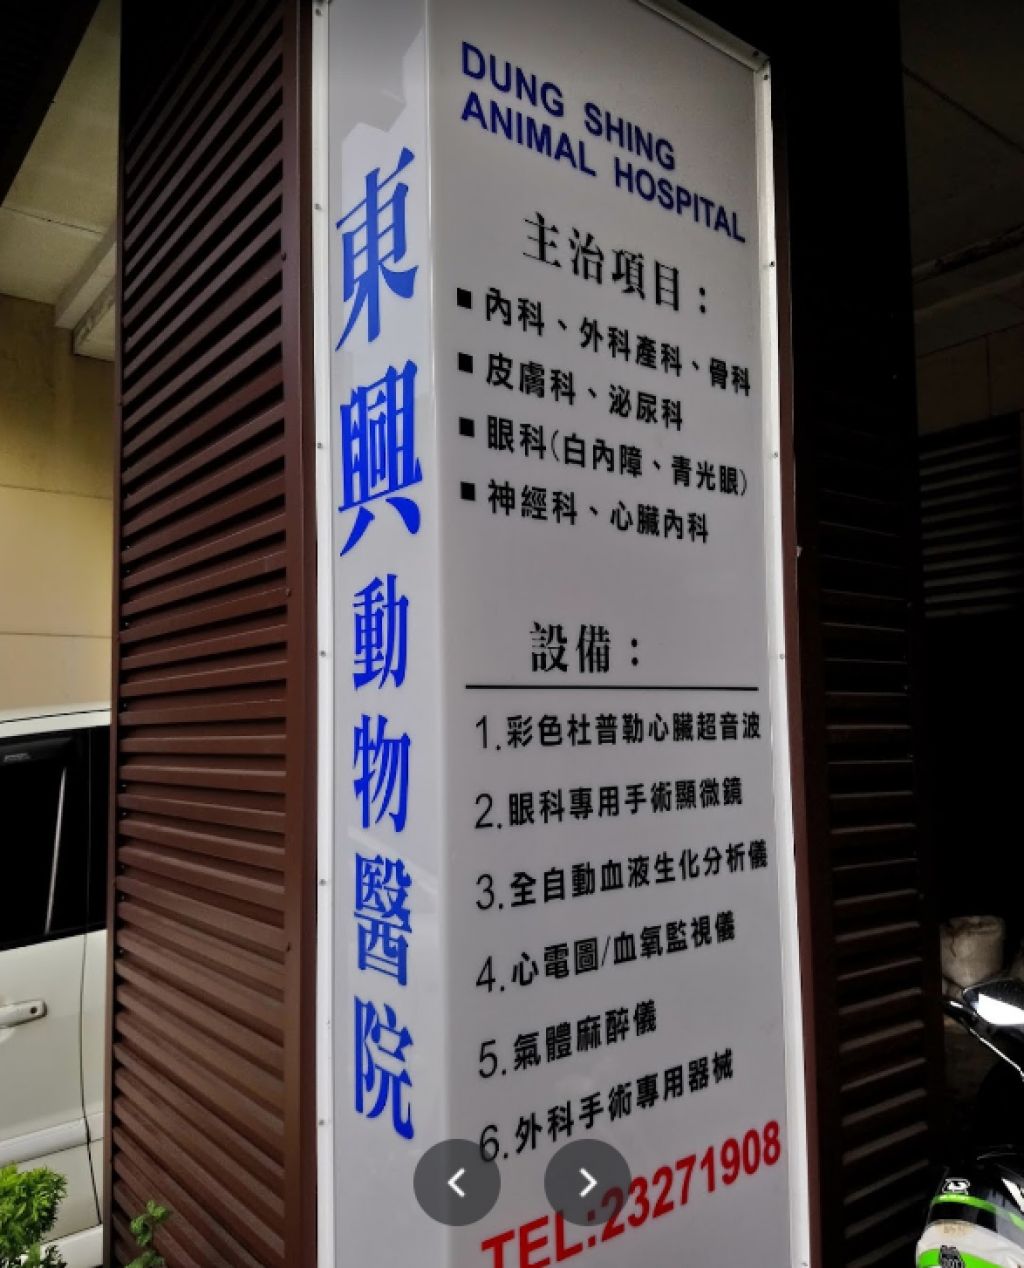 東興動物醫院
DUNG SHING
ANIMAL HOSPITAL
主治項目：
■ 內科、外科產科、骨科
■ 皮膚科、泌尿科
■ 眼科(白內障、青光眼)
■ 神經科、心臟內科
設備：
1.彩色杜普勒心臟超音波
2.眼科專用手術顯微鏡
3.全自動血液生化分析儀
4.心電圖/血氧監視儀
5.氣體麻醉儀
6.外科手術專用器械
TEL:23271908